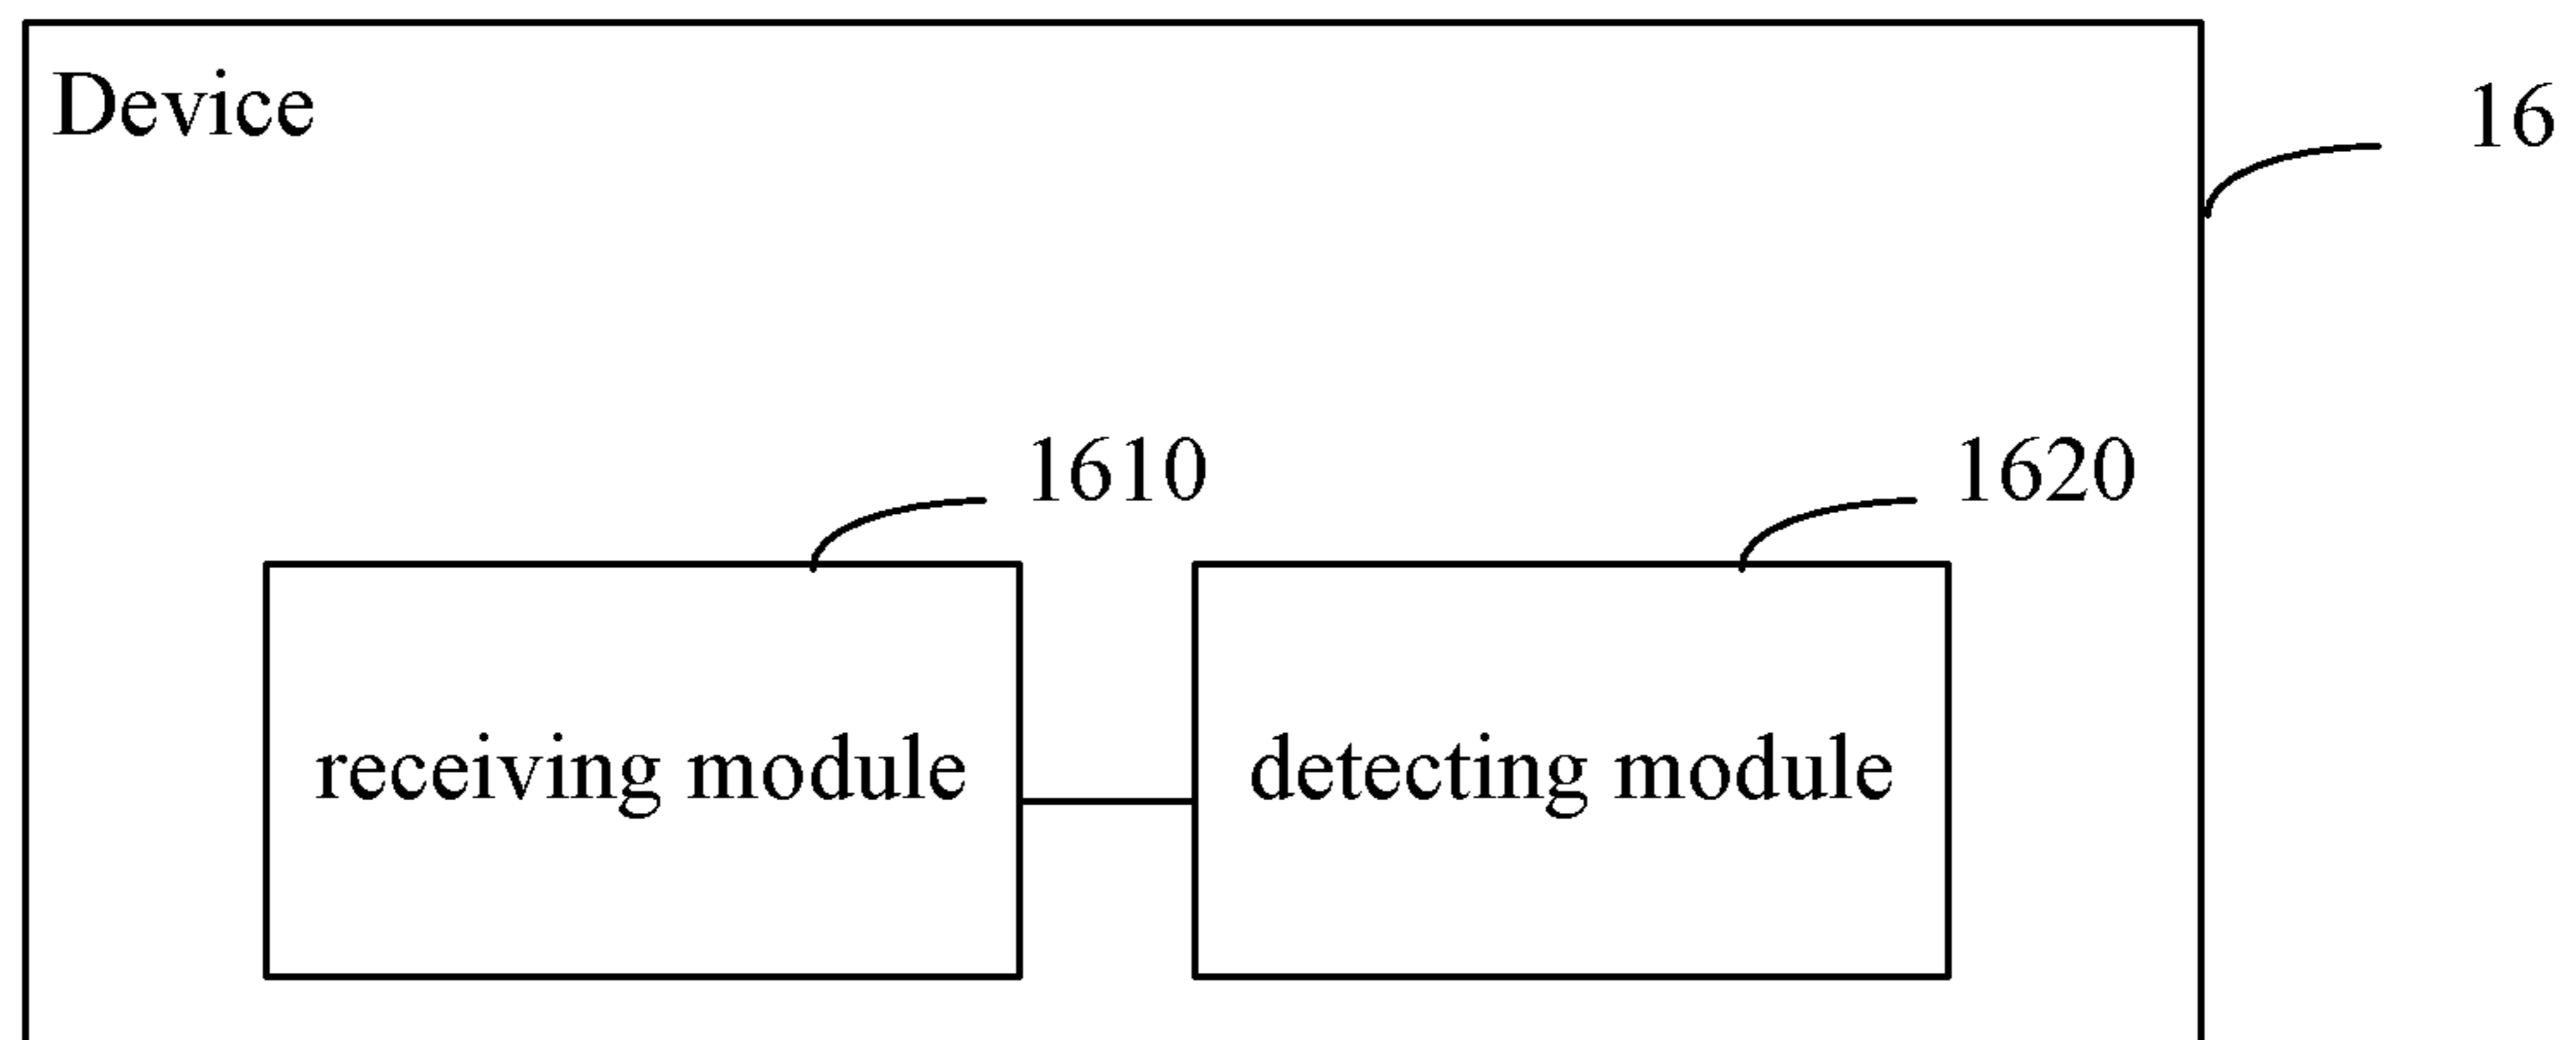 Device
16
1610
1620
receiving module
detecting module